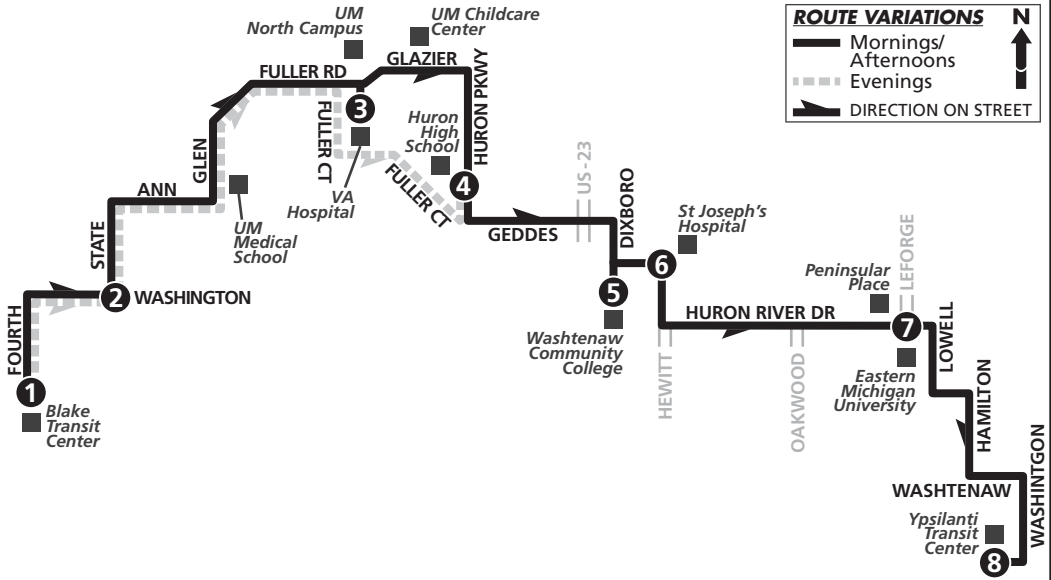 UM
North Campus
UM Childcare
Center
ROUTE VARIATIONS
N
Mornings/
Afternoons
Evenings
DIRECTION ON STREET
FULLER RD
GLAZIER
HURON PKWY
3
FULLER CT
Huron
High
School
4
GLEN
ANN
UM
Medical
School
VA
Hospital
FULLER CT
US-23
DIXBORO
GEDDES
St Joseph's
Hospital
STATE
2
WASHINGTON
6
5
Washtenaw
Community
College
Peninsular
Place
LEFORGE
HURON RIVER DR
7
LOWELL
FOURTH
1
Blake
Transit
Center
HEWITT
OAKWOOD
Eastern
Michigan
University
HAMILTON
WASHINTGON
WASHTENAW
Ypsilanti
Transit
Center
8